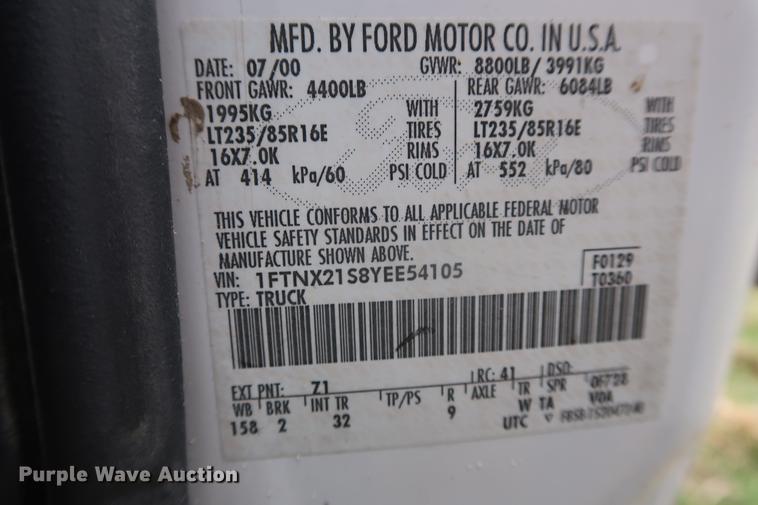 MFD. BY FORD MOTOR CO. IN U.S.A.
DATE: 07/00 GVWR: 8800LB/ 3991KG
FRONT GAWR: 4400LB REAR GAWR: 6084LB
1995KG WITH 2759KG WITH
LT235/85R16E TIRES LT235/85R16E TIRES
16X7.0K RIMS 16X7.0K RIMS
AT 414 kPa/60 PSI COLD AT 552 kPa/80 PSI COLD
THIS VEHICLE CONFORMS TO ALL APPLICABLE FEDERAL MOTOR
VEHICLE SAFETY STANDARDS IN EFFECT ON THE DATE OF
MANUFACTURE SHOWN ABOVE.
VIN: 1FTNX21S8YEE54105 F0129
TYPE: TRUCK T0360
EXT PNT: Z1 RC: 41 DSO:
WB BRK INT TR TP/PS R AXLE TR SPR
158 2 32 9 W TA
UTC
Purple Wave Auction